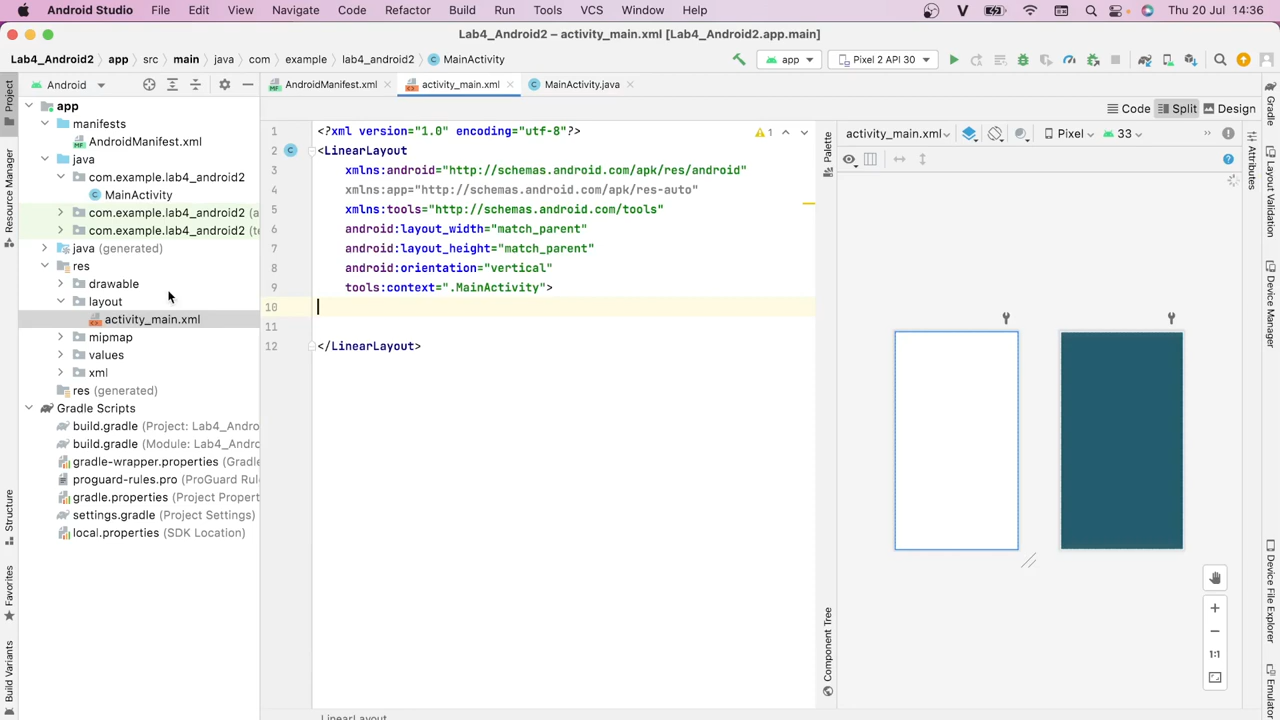 Android Studio File Edit View Navigate Code Refactor Build Run Tools VCS Window Help Thu 20 Jul 14:36
Lab4_Android2 – activity_main.xml [Lab4_Android2.app.main]
Lab4_Android2 app src main java com example lab4_android2 MainActivity app Pixel 2 API 30
Project
Resource Manager
Structure
Favorites
Build Variants
Android
app
manifests
AndroidManifest.xml
java
com.example.lab4_android2
MainActivity
com.example.lab4_android2 (a
com.example.lab4_android2 (te
java (generated)
res
drawable
layout
activity_main.xml
mipmap
values
xml
res (generated)
Gradle Scripts
build.gradle (Project: Lab4_Andro
build.gradle (Module: Lab4_Andro
gradle-wrapper.properties (Gradle
proguard-rules.pro (ProGuard Rul
gradle.properties (Project Propert
settings.gradle (Project Settings)
local.properties (SDK Location)
AndroidManifest.xml activity_main.xml MainActivity.java
Code Split Design
1 <?xml version="1.0" encoding="utf-8"?>
2 <LinearLayout
3 xmlns:android="http://schemas.android.com/apk/res/android"
4 xmlns:app="http://schemas.android.com/apk/res-auto"
5 xmlns:tools="http://schemas.android.com/tools"
6 android:layout_width="match_parent"
7 android:layout_height="match_parent"
8 android:orientation="vertical"
9 tools:context=".MainActivity">
10
11
12 </LinearLayout>
1
LinearLayout
Palette
Component Tree
activity_main.xml Pixel 33
1:1
Attributes
Gradle
Layout Validation
Device Manager
Device File Explorer
Emulator